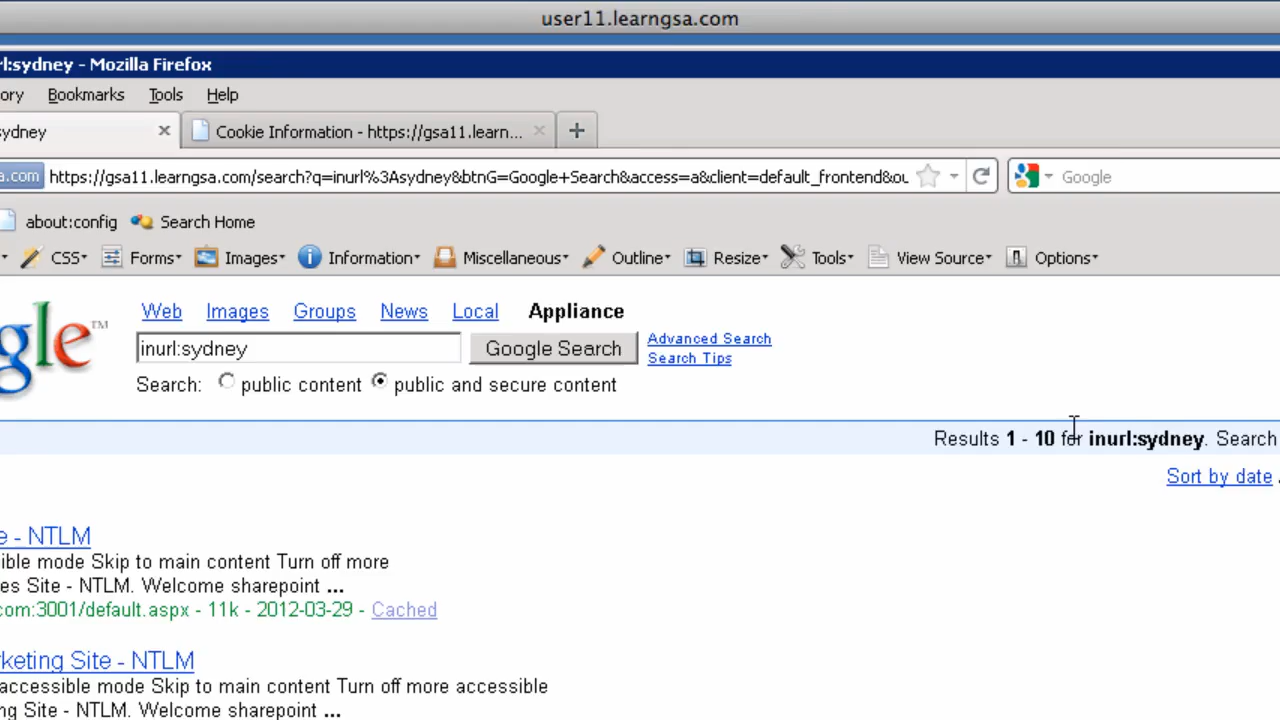 user11.learngsa.com
rl:sydney - Mozilla Firefox
ory Bookmarks Tools Help
sydney Cookie Information - https://gsa11.learn...
a.com https://gsa11.learngsa.com/search?q=inurl%3Asydney&btnG=Google+Search&access=a&client=default_frontend&ou Google
about:config Search Home
CSS Forms Images Information Miscellaneous Outline Resize Tools View Source Options
gle™ Web Images Groups News Local Appliance
inurl:sydney Google Search Advanced Search
Search Tips
Search: public content public and secure content
Results 1 - 10 for inurl:sydney. Search
Sort by date
e - NTLM
ible mode Skip to main content Turn off more
es Site - NTLM. Welcome sharepoint ...
com:3001/default.aspx - 11k - 2012-03-29 - Cached
rketing Site - NTLM
accessible mode Skip to main content Turn off more accessible
ng Site - NTLM. Welcome sharepoint ...